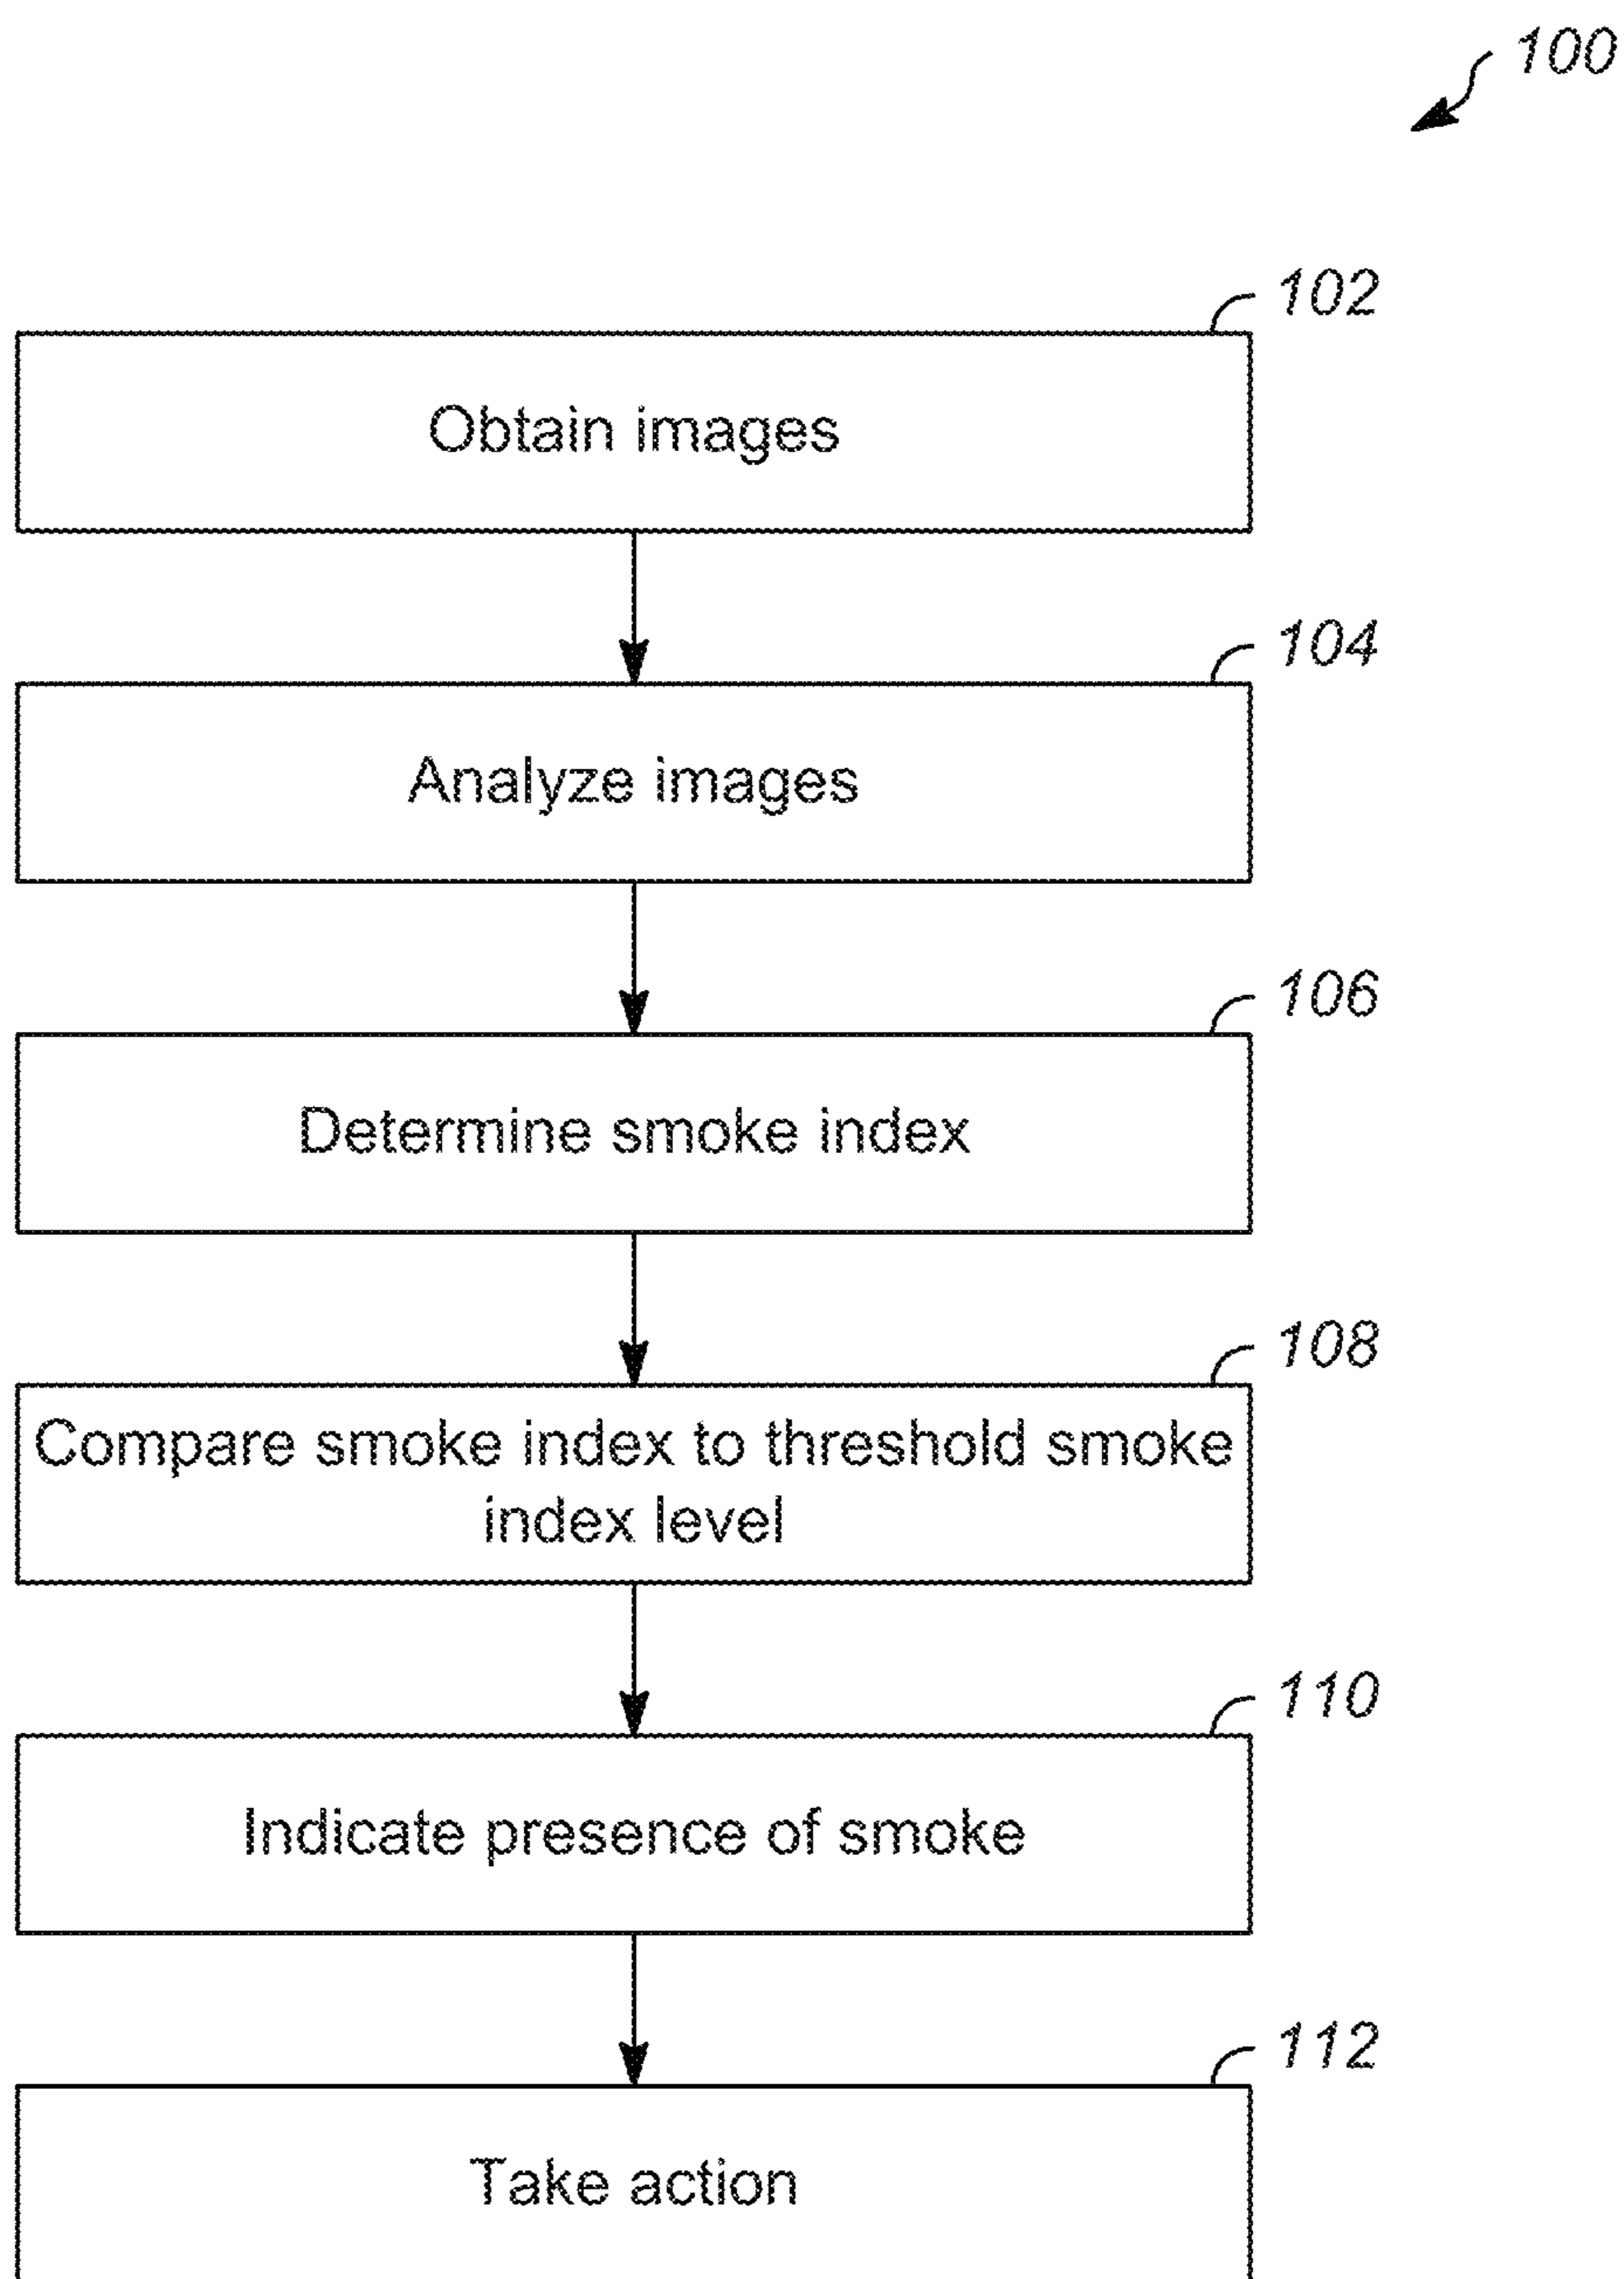 100
102
Obtain images
104
Analyze images
106
Determine smoke index
108
Compare smoke index to threshold smoke
index level
110
Indicate presence of smoke
112
Take action